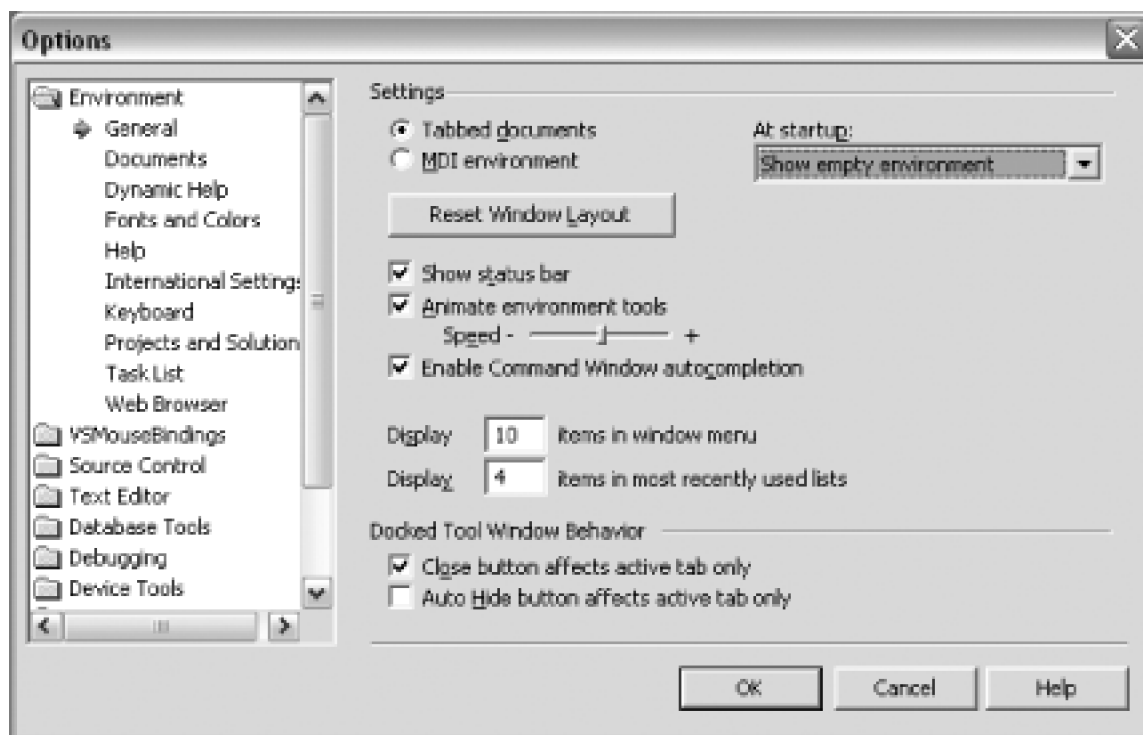 Options
Environment
General
Documents
Dynamic Help
Fonts and Colors
Help
International Settings
Keyboard
Projects and Solution
Task List
Web Browser
VSMouseBindings
Source Control
Text Editor
Database Tools
Debugging
Device Tools
Settings
Tabbed documents
MDI environment
At startup:
Show empty environment
Reset Window Layout
Show status bar
Animate environment tools
Speed - +
Enable Command Window autocompletion
Display 10 items in window menu
Display 4 items in most recently used lists
Docked Tool Window Behavior
Close button affects active tab only
Auto Hide button affects active tab only
OK Cancel Help